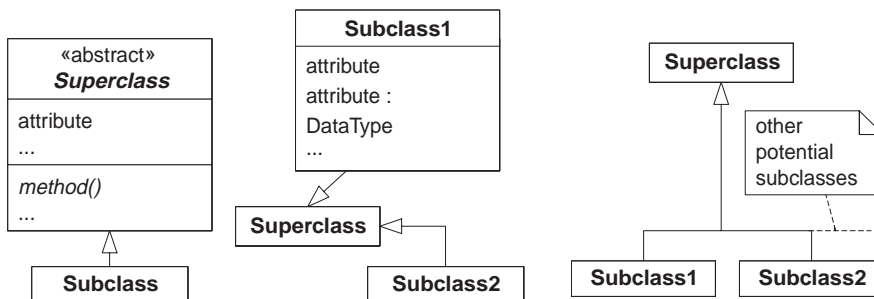 «abstract»
Superclass
attribute
...
method()
...
Subclass
Subclass1
attribute
attribute :
DataType
...
Superclass
Subclass2
Superclass
other
potential
subclasses
Subclass1
Subclass2